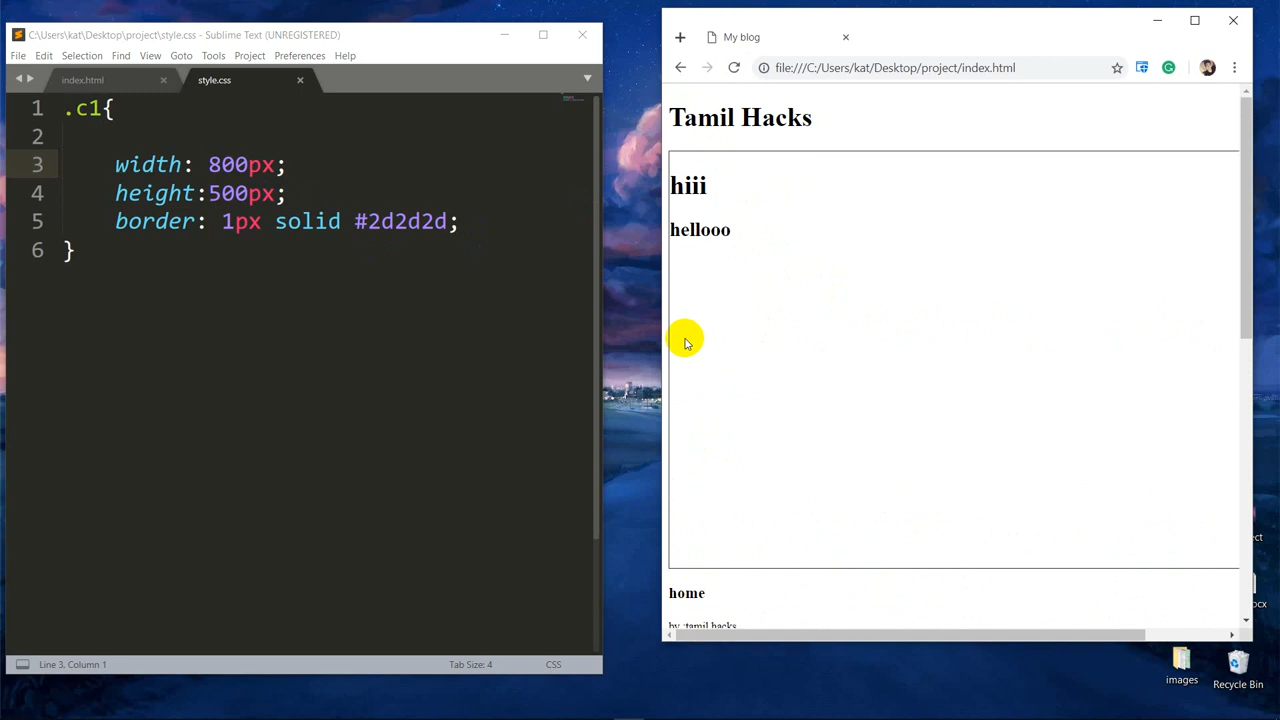 C:\Users\kat\Desktop\project\style.css - Sublime Text (UNREGISTERED)
File Edit Selection Find View Goto Tools Project Preferences Help
index.html
style.css
1 .c1{
2
3 width: 800px;
4 height:500px;
5 border: 1px solid #2d2d2d;
6 }
Line 3, Column 1
Tab Size: 4
CSS
My blog
file:///C:/Users/kat/Desktop/project/index.html
Tamil Hacks
hiii
hellooo
home
by :tamil hacks
images
Recycle Bin